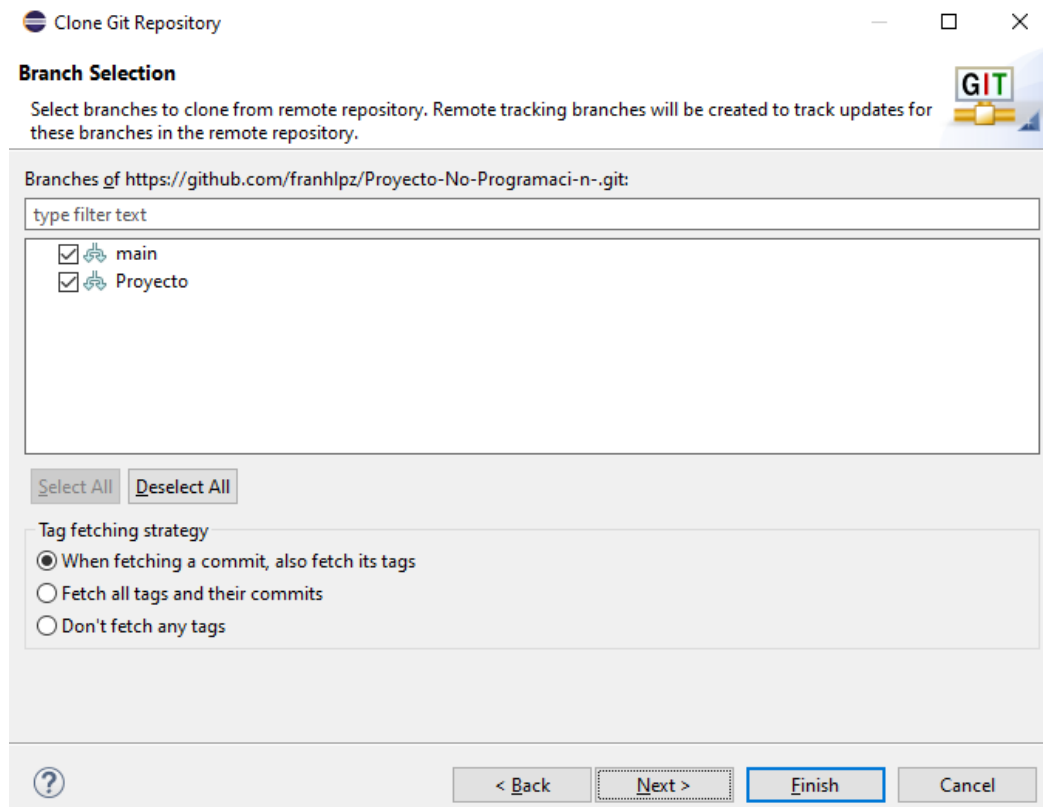 Clone Git Repository
Branch Selection
GIT
Select branches to clone from remote repository. Remote tracking branches will be created to track updates for
these branches in the remote repository.
Branches of https://github.com/franhlpz/Proyecto-No-Programaci-n-.git:
type filter text
main
Proyecto
Select All Deselect All
Tag fetching strategy
When fetching a commit, also fetch its tags
Fetch all tags and their commits
Don't fetch any tags
? < Back Next > Finish Cancel